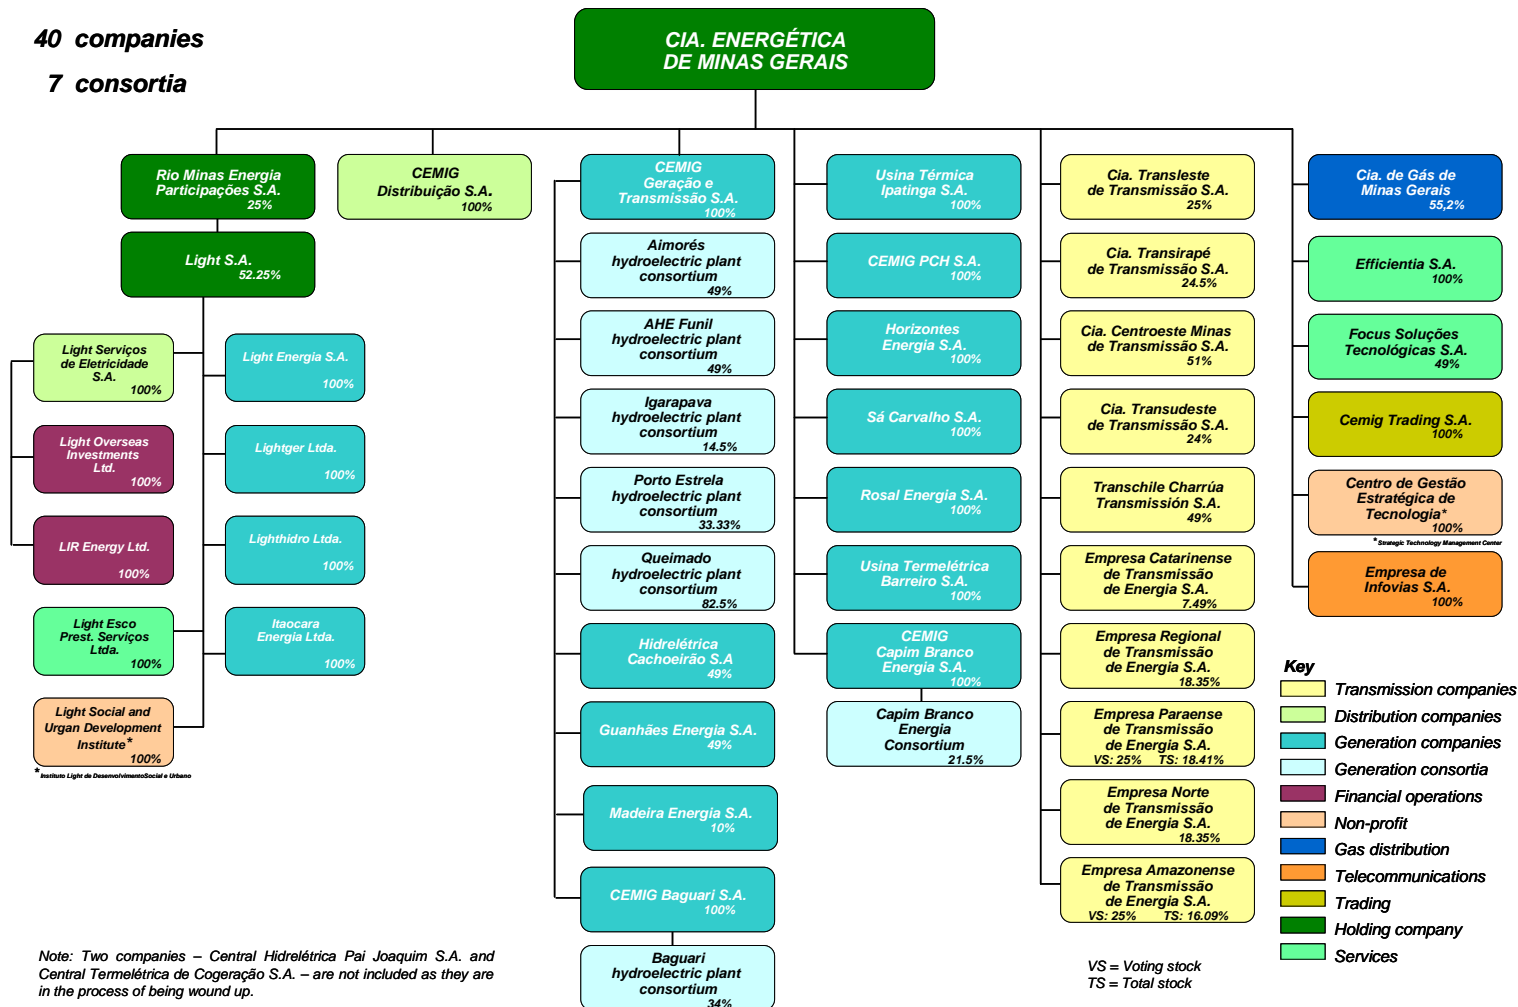 40 companies
7 consortia
CIA. ENERGÉTICA
DE MINAS GERAIS
Rio Minas Energia
Participações S.A.
25%
Light S.A.
52.25%
Light Serviços
de Eletricidade
S.A.
100%
Light Overseas
Investments
Ltd.
100%
LIR Energy Ltd.
100%
Light Esco
Prest. Serviços
Ltda.
100%
Light Social and
Urgan Development
Institute*
100%
* Instituto Light de DesenvolvimentoSocial e Urbano
Light Energia S.A.
100%
Lightger Ltda.
100%
Lighthidro Ltda.
100%
Itaocara
Energia Ltda.
100%
CEMIG
Distribuição S.A.
100%
CEMIG
Geração e
Transmissão S.A.
100%
Aimorés
hydroelectric plant
consortium
49%
AHE Funil
hydroelectric plant
consortium
49%
Igarapava
hydroelectric plant
consortium
14.5%
Porto Estrela
hydroelectric plant
consortium
33.33%
Queimado
hydroelectric plant
consortium
82.5%
Hidrelétrica
Cachoeirão S.A
49%
Guanhães Energia S.A.
49%
Madeira Energia S.A.
10%
CEMIG Baguari S.A.
100%
Baguari
hydroelectric plant
consortium
34%
Usina Térmica
Ipatinga S.A.
100%
CEMIG PCH S.A.
100%
Horizontes
Energia S.A.
100%
Sá Carvalho S.A.
100%
Rosal Energia S.A.
100%
Usina Termelétrica
Barreiro S.A.
100%
CEMIG
Capim Branco
Energia S.A.
100%
Capim Branco
Energia
Consortium
21.5%
Cia. Transleste
de Transmissão S.A.
25%
Cia. Transirapé
de Transmissão S.A.
24.5%
Cia. Centroeste Minas
de Transmissão S.A.
51%
Cia. Transudeste
de Transmissão S.A.
24%
Transchile Charrúa
Transmissión S.A.
49%
Empresa Catarinense
de Transmissão
de Energia S.A.
7.49%
Empresa Regional
de Transmissão
de Energia S.A.
18.35%
Empresa Paraense
de Transmissão
de Energia S.A.
VS: 25% TS: 18.41%
Empresa Norte
de Transmissão
de Energia S.A.
18.35%
Empresa Amazonense
de Transmissão
de Energia S.A.
VS: 25% TS: 16.09%
Cia. de Gás de
Minas Gerais
55,2%
Efficientia S.A.
100%
Focus Soluções
Tecnológicas S.A.
49%
Cemig Trading S.A.
100%
Centro de Gestão
Estratégica de
Tecnologia*
100%
* Strategic Technology Management Center
Empresa de
Infovias S.A.
100%
Key
Transmission companies
Distribution companies
Generation companies
Generation consortia
Financial operations
Non-profit
Gas distribution
Telecommunications
Trading
Holding company
Services
Note: Two companies – Central Hidrelétrica Pai Joaquim S.A. and
Central Termelétrica de Cogeração S.A. – are not included as they are
in the process of being wound up.
VS = Voting stock
TS = Total stock